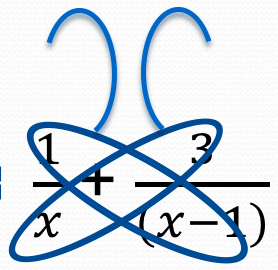 1/x + 3/(x−1)